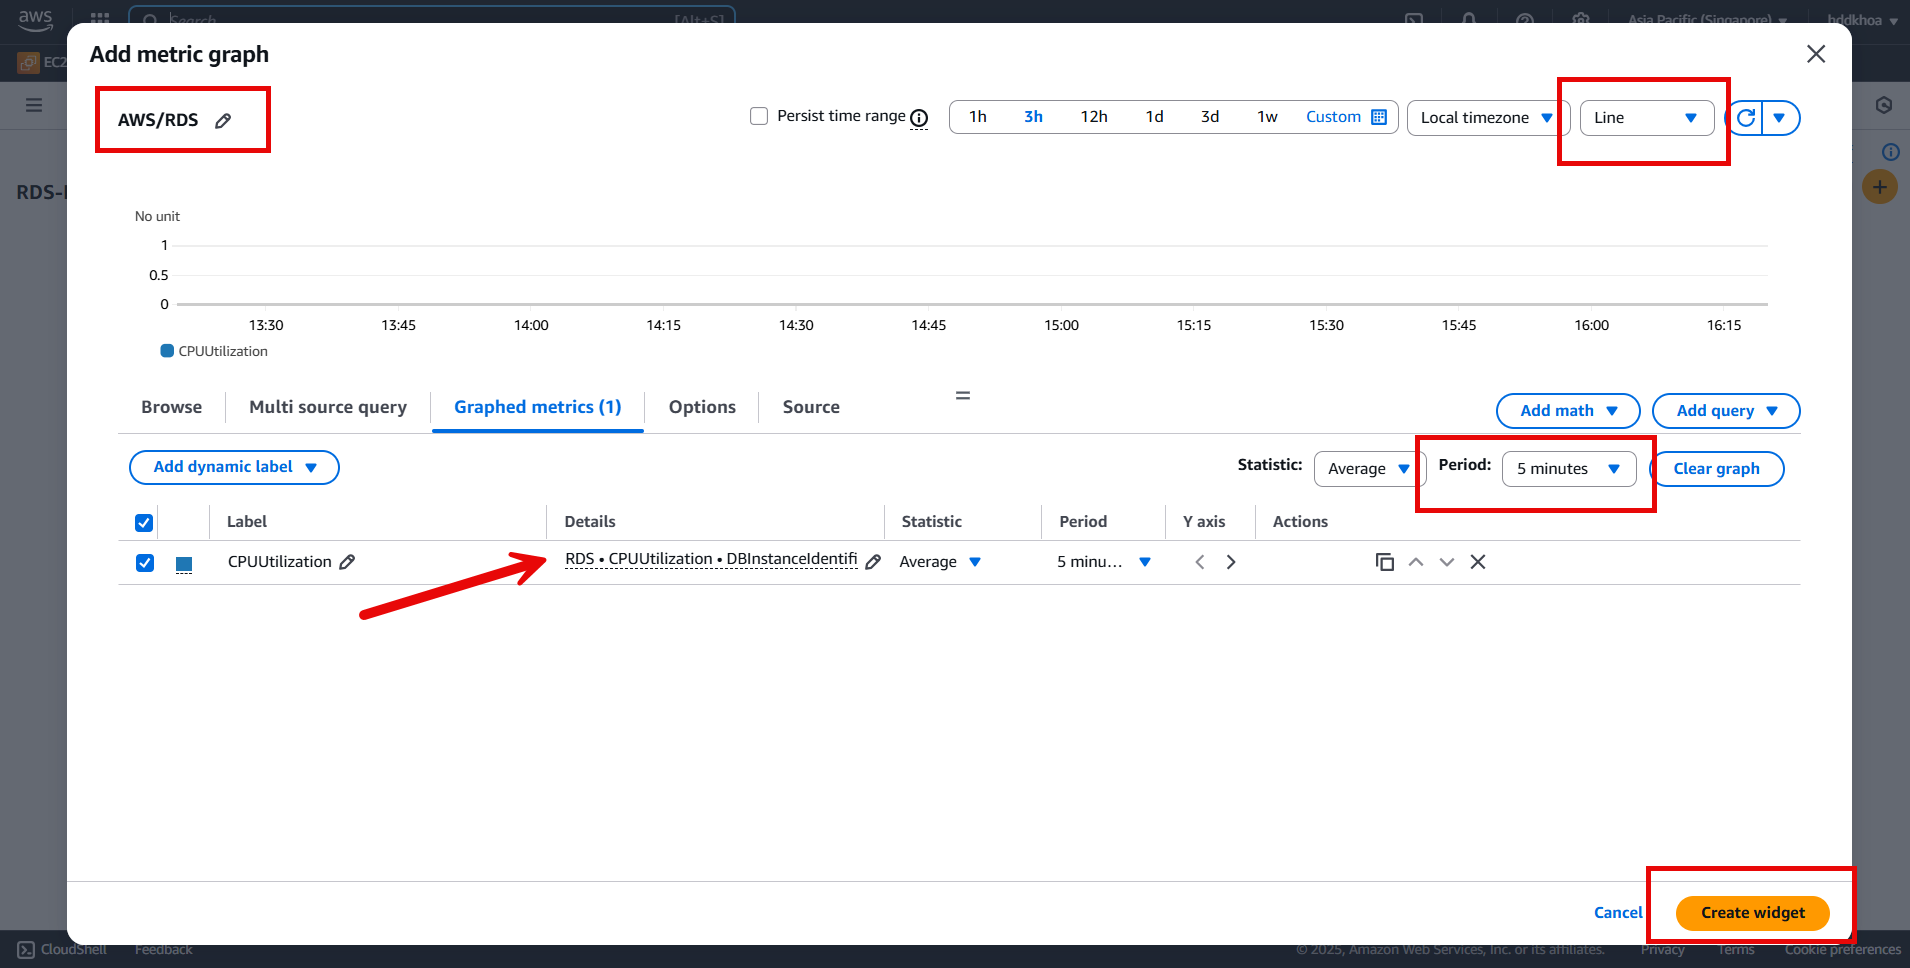 aws
Search
[Alt+S]
Asia Pacific (Singapore)
hddkhoa
EC2
Add metric graph
AWS/RDS
Persist time range
1h 3h 12h 1d 3d 1w Custom
Local timezone
Line
RDS-
No unit
1
0.5
0
13:30 13:45 14:00 14:15 14:30 14:45 15:00 15:15 15:30 15:45 16:00 16:15
CPUUtilization
Browse
Multi source query
Graphed metrics (1)
Options
Source
Add math
Add query
Add dynamic label
Statistic:
Average
Period:
5 minutes
Clear graph
Label Details Statistic Period Y axis Actions
CPUUtilization RDS • CPUUtilization • DBInstanceIdentifi Average 5 minu...
Cancel
Create widget
CloudShell
Feedback
© 2025, Amazon Web Services, Inc. or its affiliates.
Privacy
Terms
Cookie preferences